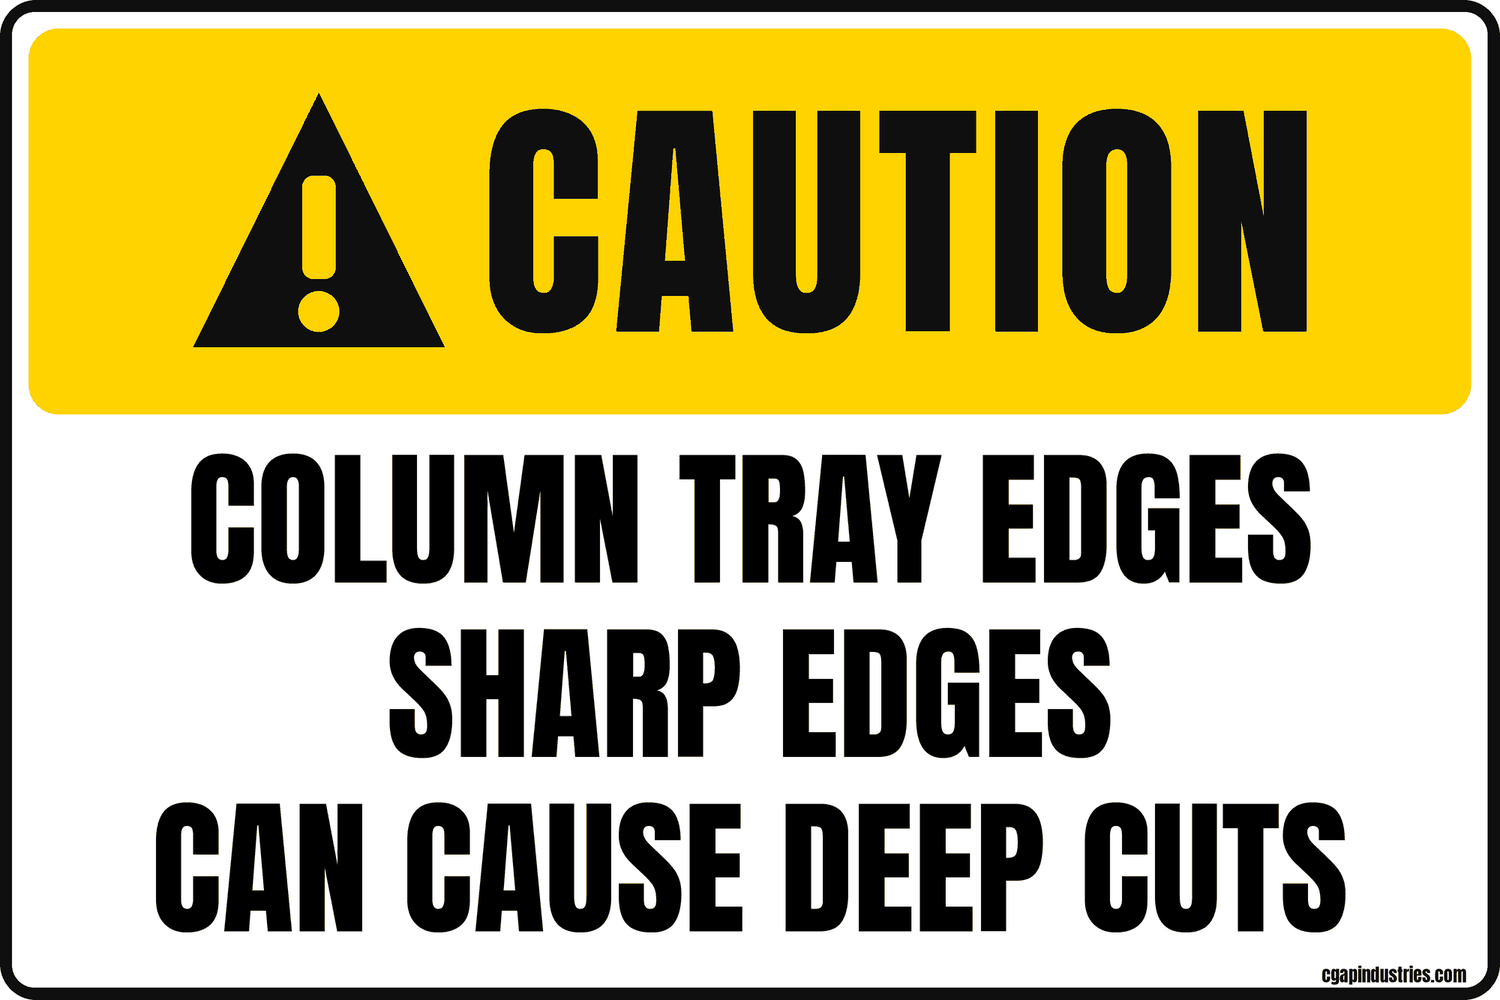 CAUTION
COLUMN TRAY EDGES
SHARP EDGES
CAN CAUSE DEEP CUTS
cgapindustries.com